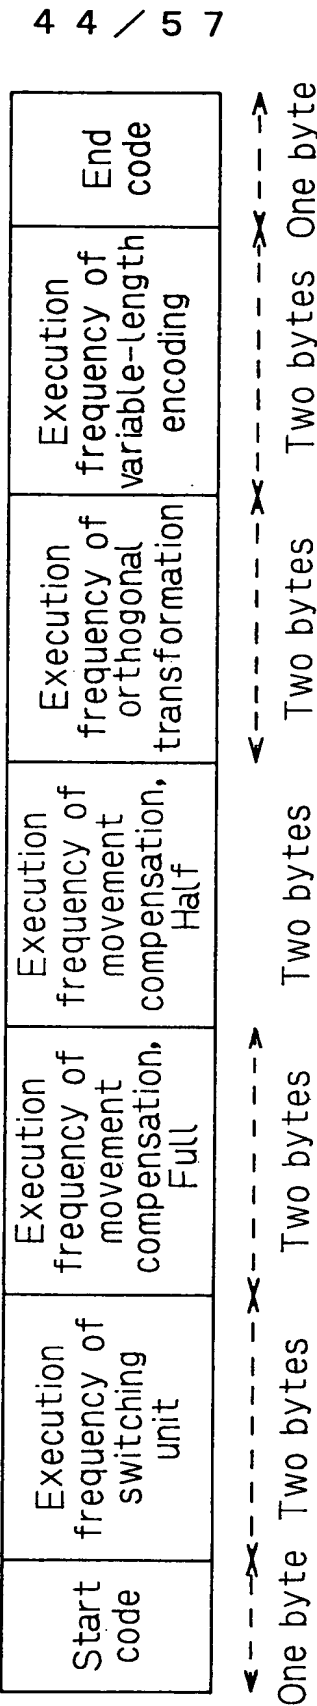 44/57
Start
code
Execution
frequency of
switching
unit
Execution
frequency of
movement
compensation,
Full
Execution
frequency of
movement
compensation,
Half
Execution
frequency of
orthogonal
transformation
Execution
frequency of
variable-length
encoding
End
code
One byte
Two bytes
Two bytes
Two bytes
Two bytes
Two bytes
One byte